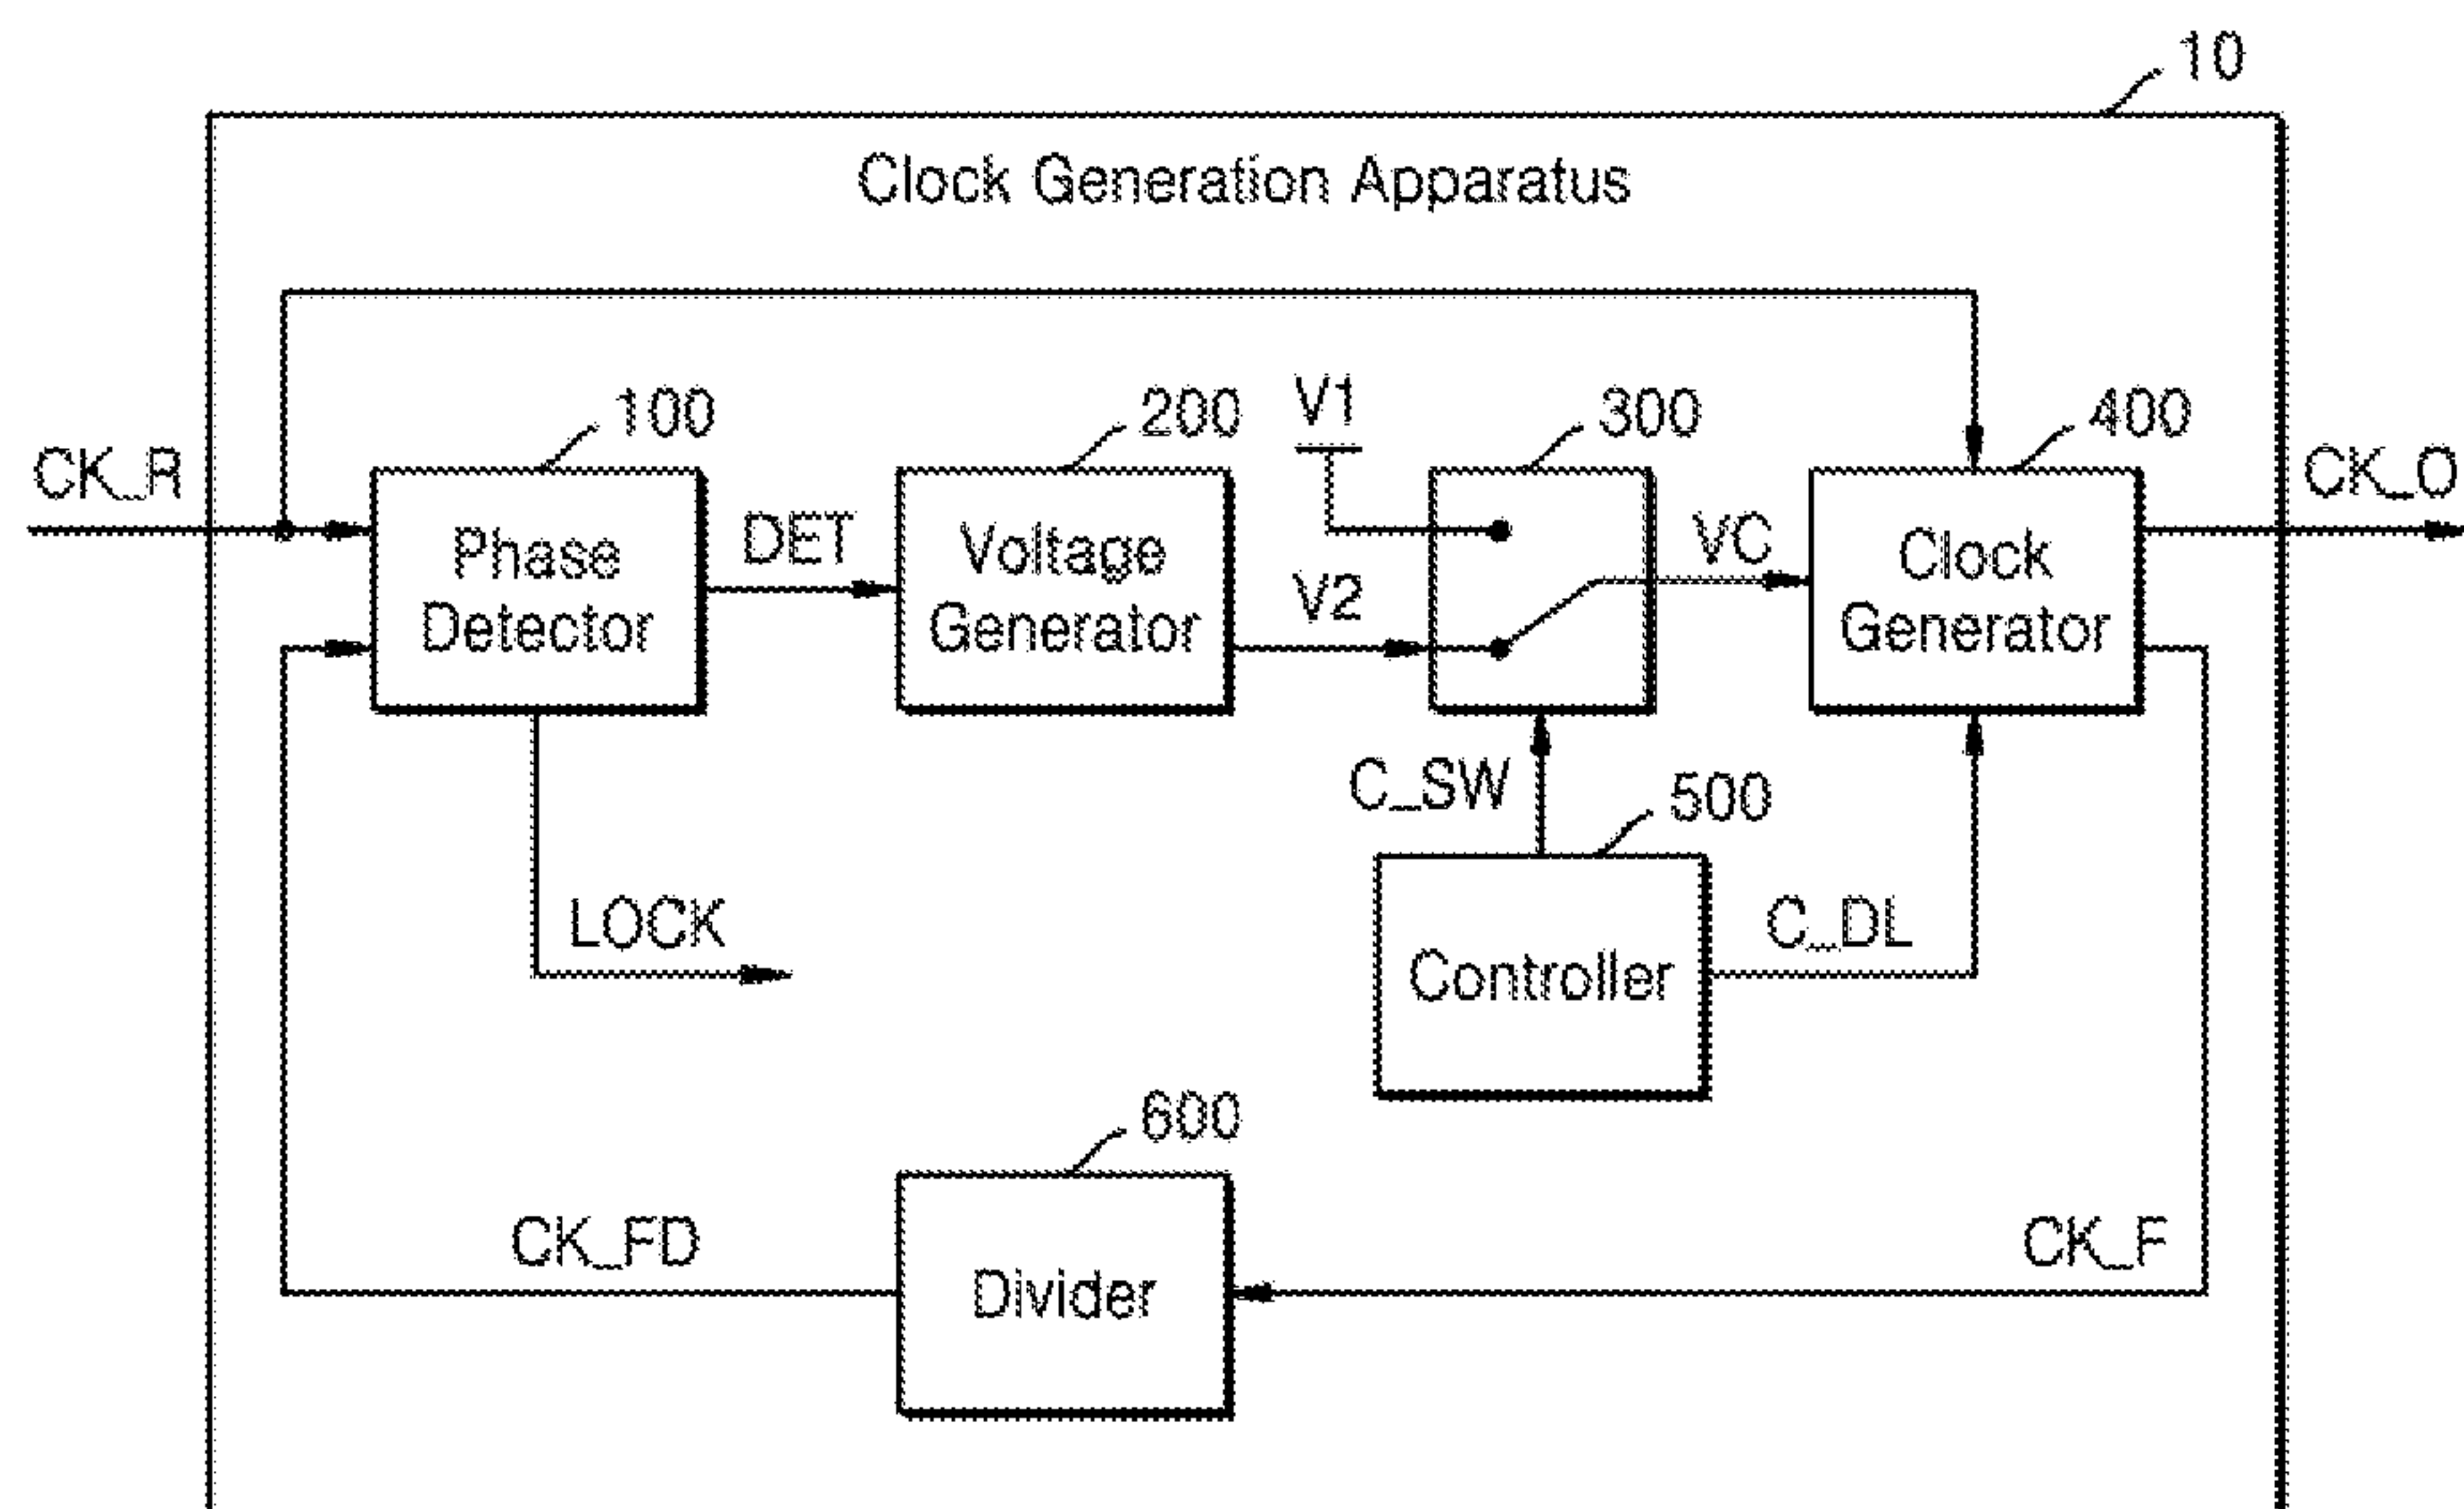 10
Clock Generation Apparatus
100
200
V1
300
400
CK_R
CK_O
Phase
Detector
DET
Voltage
Generator
V2
VC
Clock
Generator
C_SW
500
LOCK
Controller
C_DL
600
CK_FD
Divider
CK_F